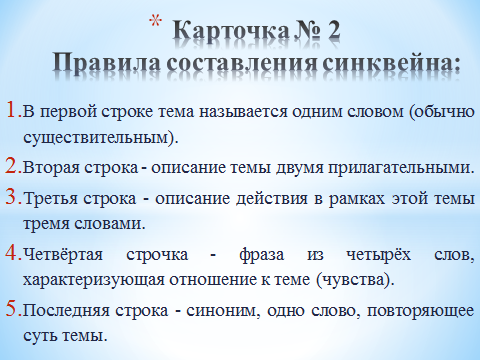 * Карточка № 2
Правила составления синквейна:
1.В первой строке тема называется одним словом (обычно
существительным).
2.Вторая строка - описание темы двумя прилагательными.
3.Третья строка - описание действия в рамках этой темы
тремя словами.
4.Четвёртая строчка - фраза из четырёх слов,
характеризующая отношение к теме (чувства).
5.Последняя строка - синоним, одно слово, повторяющее
суть темы.